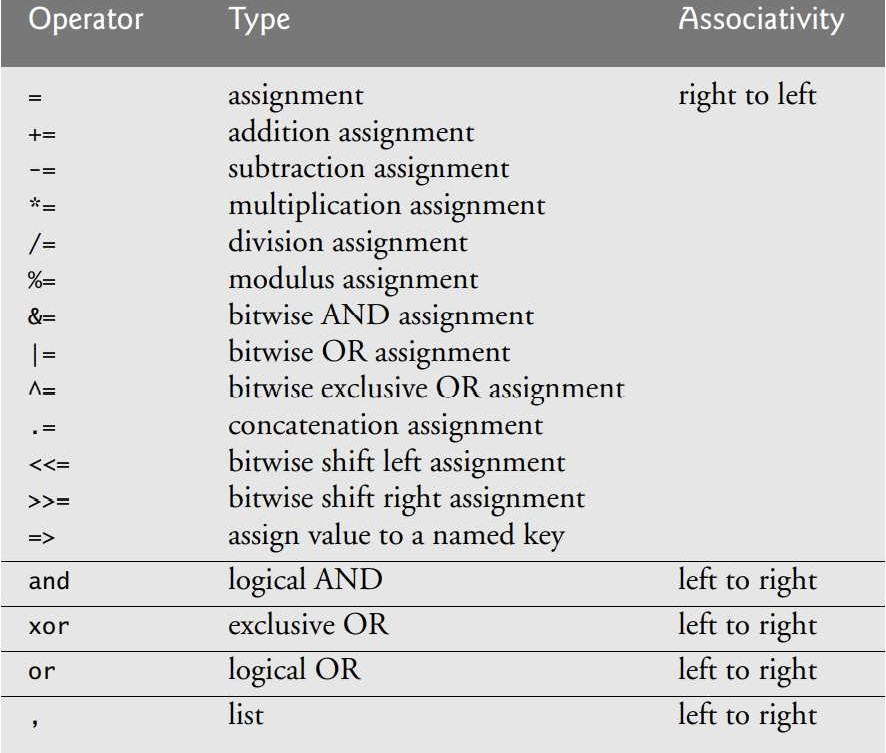 Operator Type Associativity
= assignment right to left
+= addition assignment
-= subtraction assignment
*= multiplication assignment
/= division assignment
%= modulus assignment
&= bitwise AND assignment
|= bitwise OR assignment
^= bitwise exclusive OR assignment
.= concatenation assignment
<<= bitwise shift left assignment
>>= bitwise shift right assignment
=> assign value to a named key
and logical AND left to right
xor exclusive OR left to right
or logical OR left to right
, list left to right